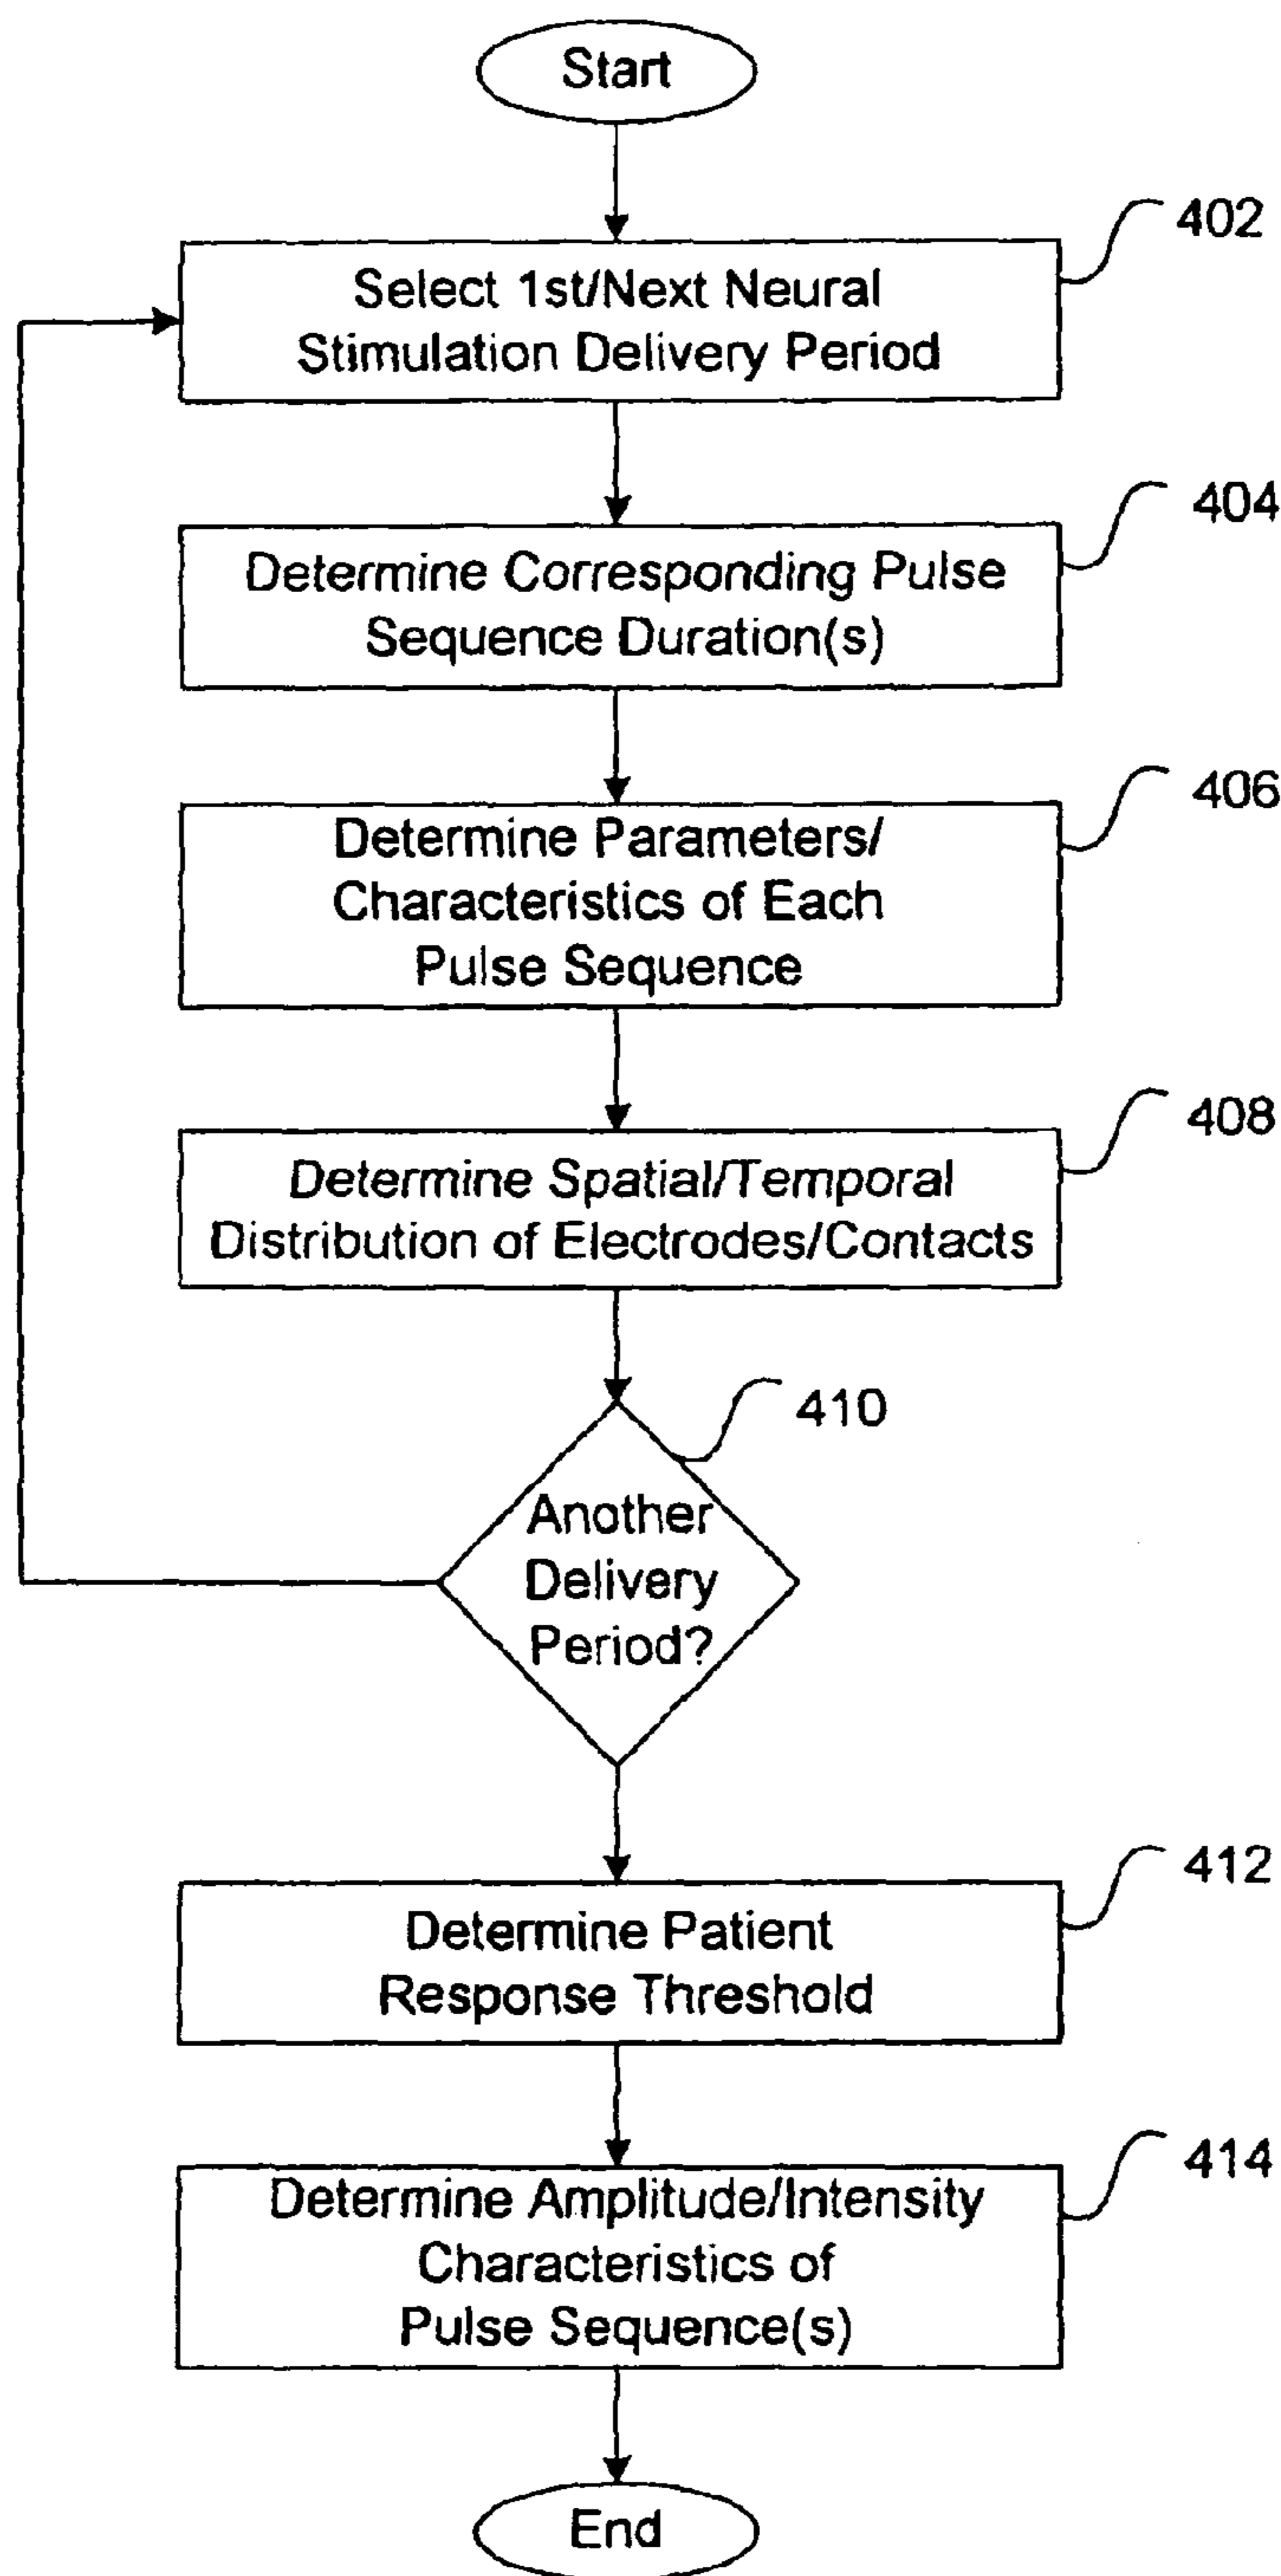 Start
402
Select 1st/Next Neural
Stimulation Delivery Period
404
Determine Corresponding Pulse
Sequence Duration(s)
406
Determine Parameters/
Characteristics of Each
Pulse Sequence
408
Determine Spatial/Temporal
Distribution of Electrodes/Contacts
410
Another
Delivery
Period?
412
Determine Patient
Response Threshold
414
Determine Amplitude/Intensity
Characteristics of
Pulse Sequence(s)
End